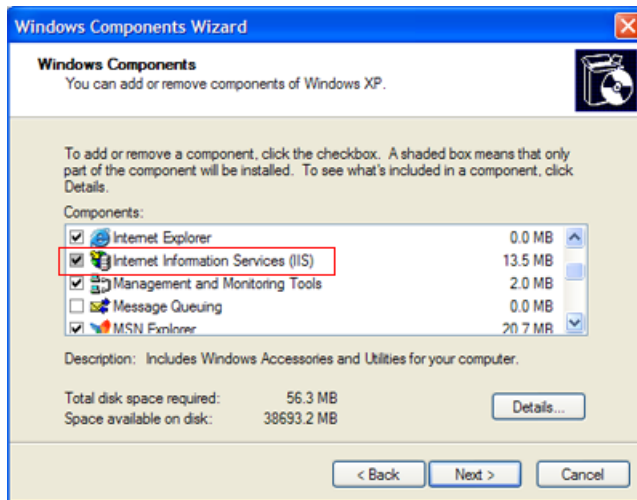 Windows Components Wizard
Windows Components
You can add or remove components of Windows XP.
To add or remove a component, click the checkbox. A shaded box means that only
part of the component will be installed. To see what's included in a component, click
Details.
Components:
Internet Explorer 0.0 MB
Internet Information Services (IIS) 13.5 MB
Management and Monitoring Tools 2.0 MB
Message Queuing 0.0 MB
MSN Explorer 20.7 MB
Description: Includes Windows Accessories and Utilities for your computer.
Total disk space required: 56.3 MB
Space available on disk: 38693.2 MB
Details...
< Back Next > Cancel